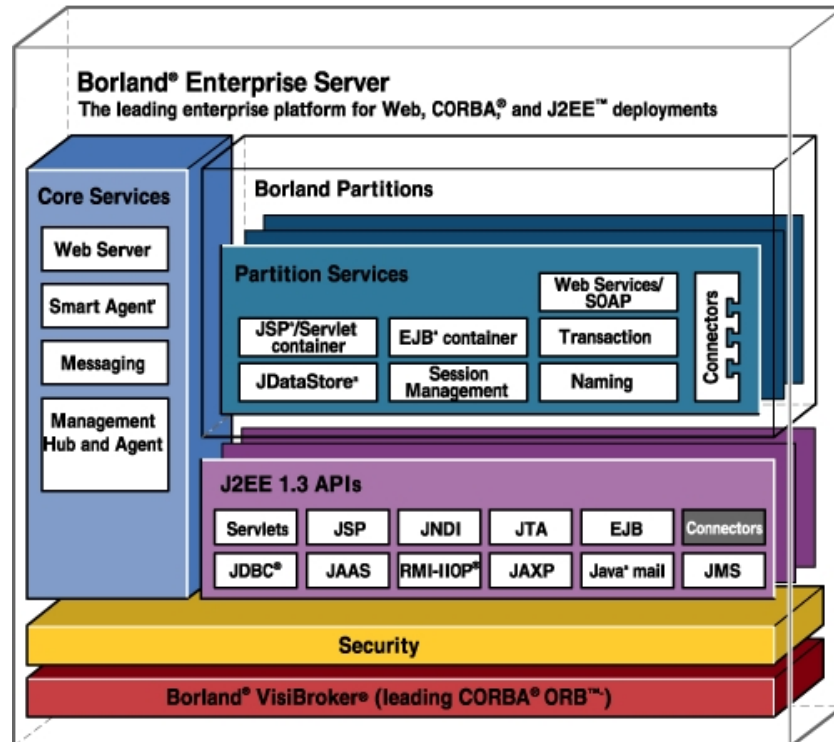 Borland® Enterprise Server
The leading enterprise platform for Web, CORBA,® and J2EE™ deployments
Core Services
Web Server
Smart Agent
Messaging
Management
Hub and Agent
Borland Partitions
Partition Services
Web Services/
SOAP
JSP*/Servlet
container
EJB* container
Transaction
JDataStore*
Session
Management
Naming
Connectors
J2EE 1.3 APIs
Servlets
JSP
JNDI
JTA
EJB
Connectors
JDBC®
JAAS
RMI-IIOP®
JAXP
Java* mail
JMS
Security
Borland® VisiBroker® (leading CORBA® ORB™)